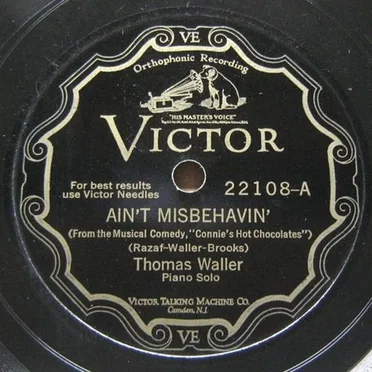 VE
Orthophonic Recording
"HIS MASTER'S VOICE"
VICTOR
For best results
use Victor Needles
22108-A
AIN'T MISBEHAVIN'
(From the Musical Comedy, "Connie's Hot Chocolates")
(Razaf-Waller-Brooks)
Thomas Waller
Piano Solo
VICTOR TALKING MACHINE CO.
Camden, N.J.
VE